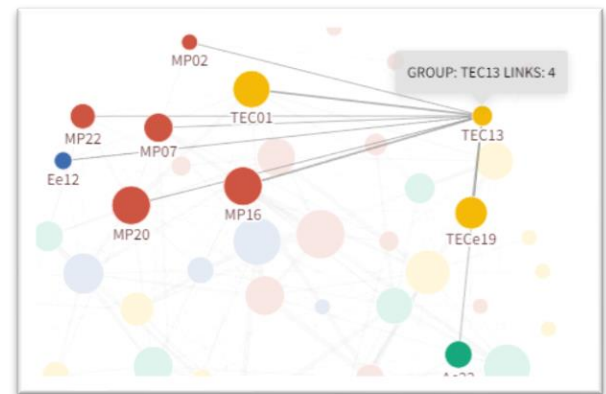 MP02
GROUP: TEC13 LINKS: 4
TEC01
MP22
TEC13
MP07
Ee12
MP16
MP20
TECe19